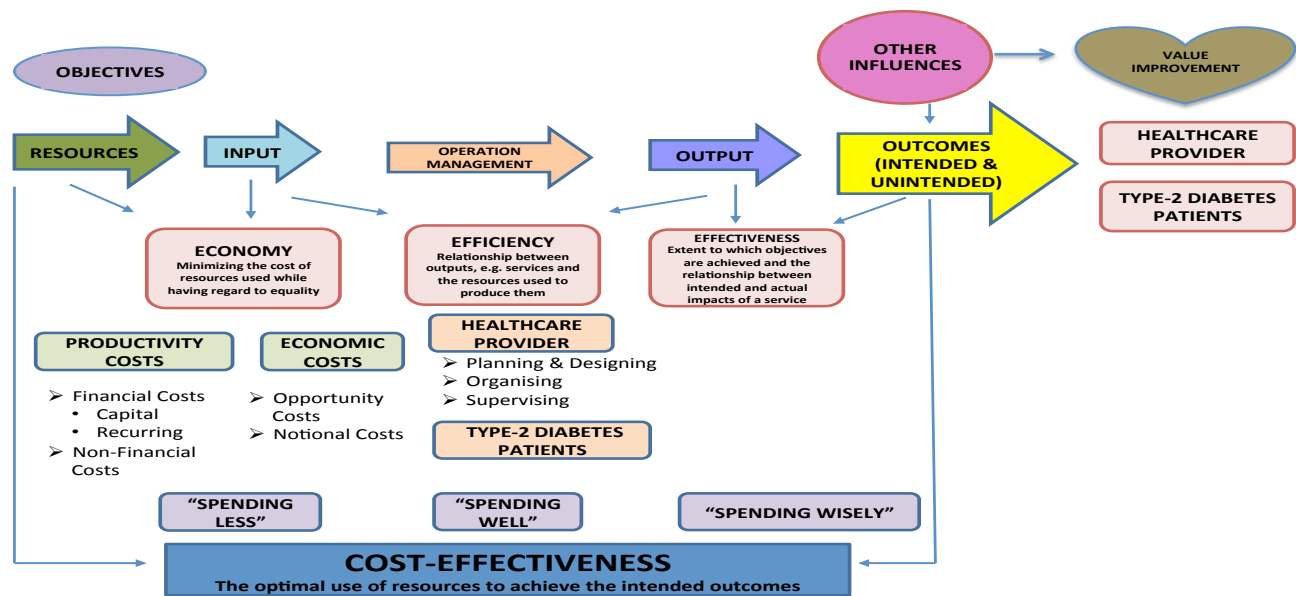 OBJECTIVES
OTHER
INFLUENCES
VALUE
IMPROVEMENT
RESOURCES
INPUT
OPERATION
MANAGEMENT
OUTPUT
OUTCOMES
(INTENDED &
UNINTENDED)
HEALTHCARE
PROVIDER
TYPE-2 DIABETES
PATIENTS
ECONOMY
Minimizing the cost of
resources used while
having regard to equality
EFFICIENCY
Relationship between
outputs, e.g. services and
the resources used to
produce them
EFFECTIVENESS
Extent to which objectives
are achieved and the
relationship between
intended and actual
impacts of a service
PRODUCTIVITY
COSTS
➢ Financial Costs
• Capital
• Recurring
➢ Non-Financial
Costs
ECONOMIC
COSTS
➢ Opportunity
Costs
➢ Notional Costs
HEALTHCARE
PROVIDER
➢ Planning & Designing
➢ Organising
➢ Supervising
TYPE-2 DIABETES
PATIENTS
“SPENDING
LESS”
“SPENDING
WELL”
“SPENDING WISELY”
COST-EFFECTIVENESS
The optimal use of resources to achieve the intended outcomes